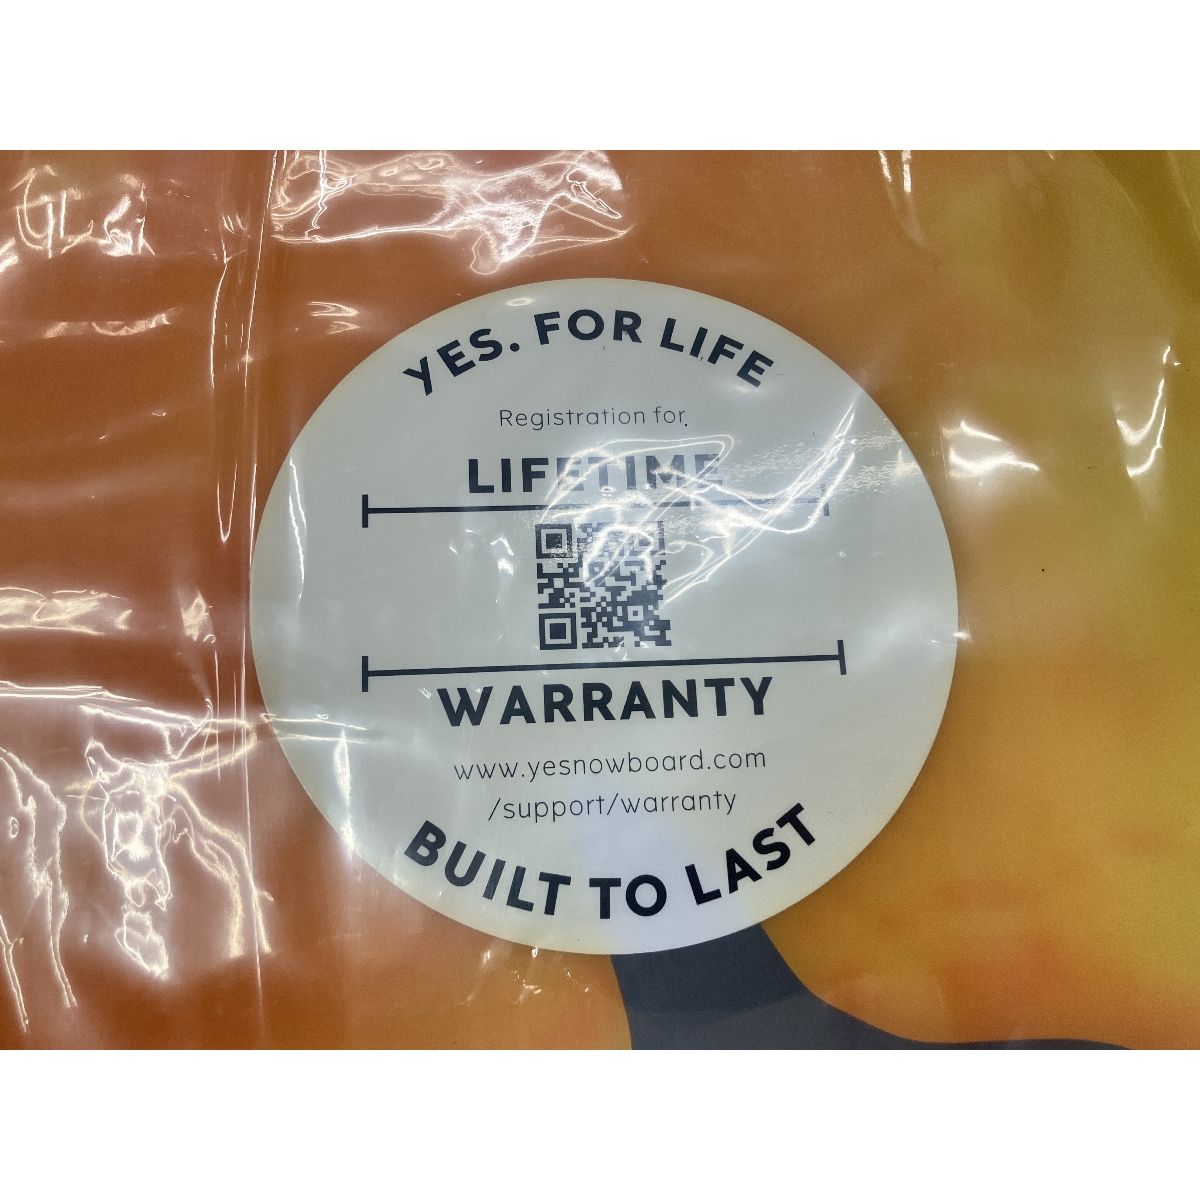 YES. FOR LIFE
Registration for
LIFETIME
WARRANTY
www.yesnowboard.com
/support/warranty
BUILT TO LAST